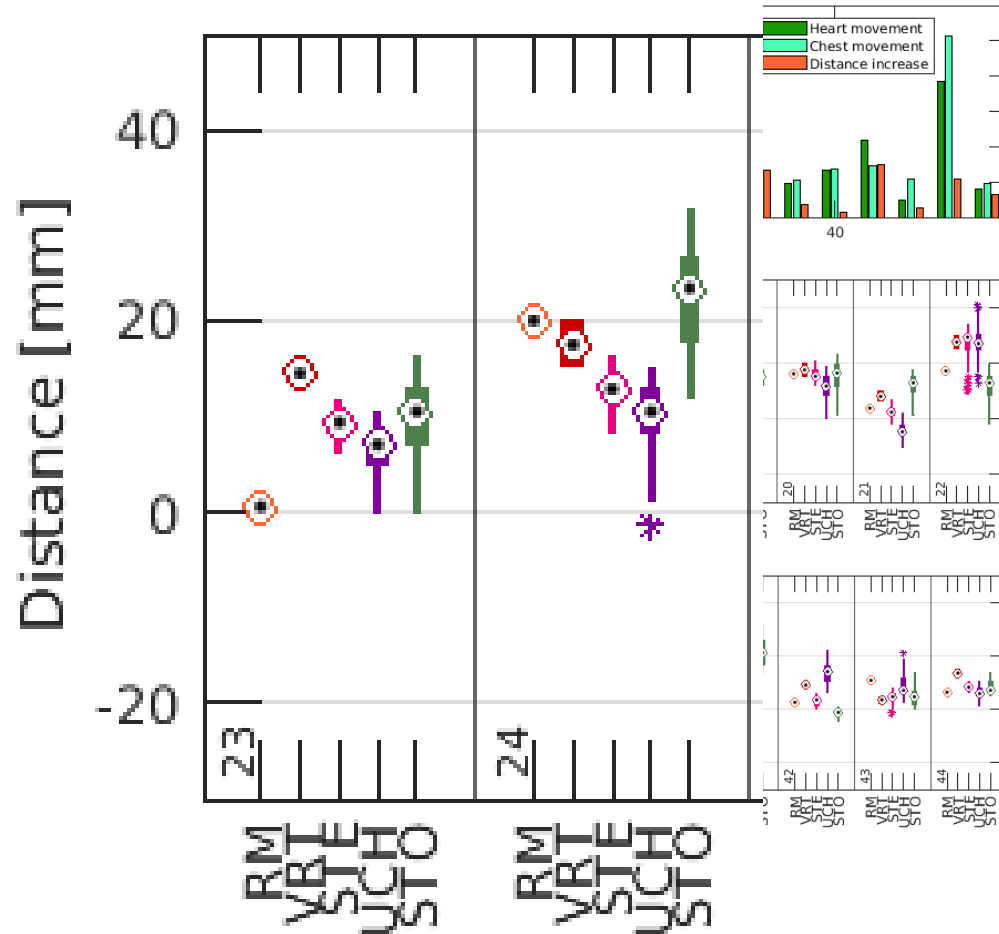 Distance [mm]
40
20
0
-20
23
24
RM
VRT
STE
UCH
STO
RM
VRT
STE
UCH
STO
Heart movement
Chest movement
Distance increase
40
20
21
22
STO
RM
VRT
STE
UCH
STO
RM
VRT
STE
UCH
STO
RM
VRT
STE
UCH
STO
42
43
44
STO
RM
VRT
STE
UCH
STO
RM
VRT
STE
UCH
STO
RM
VRT
STE
UCH
STO